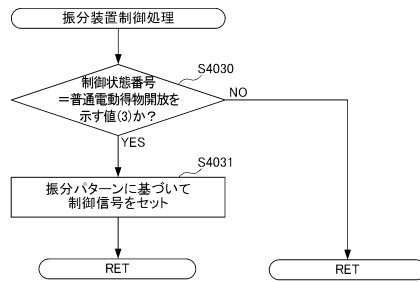 振分装置制御処理
S4030
制御状態番号
=普通電動得物開放を
示す値(3)か?
NO
YES
S4031
振分パターンに基づいて
制御信号をセット
RET
RET